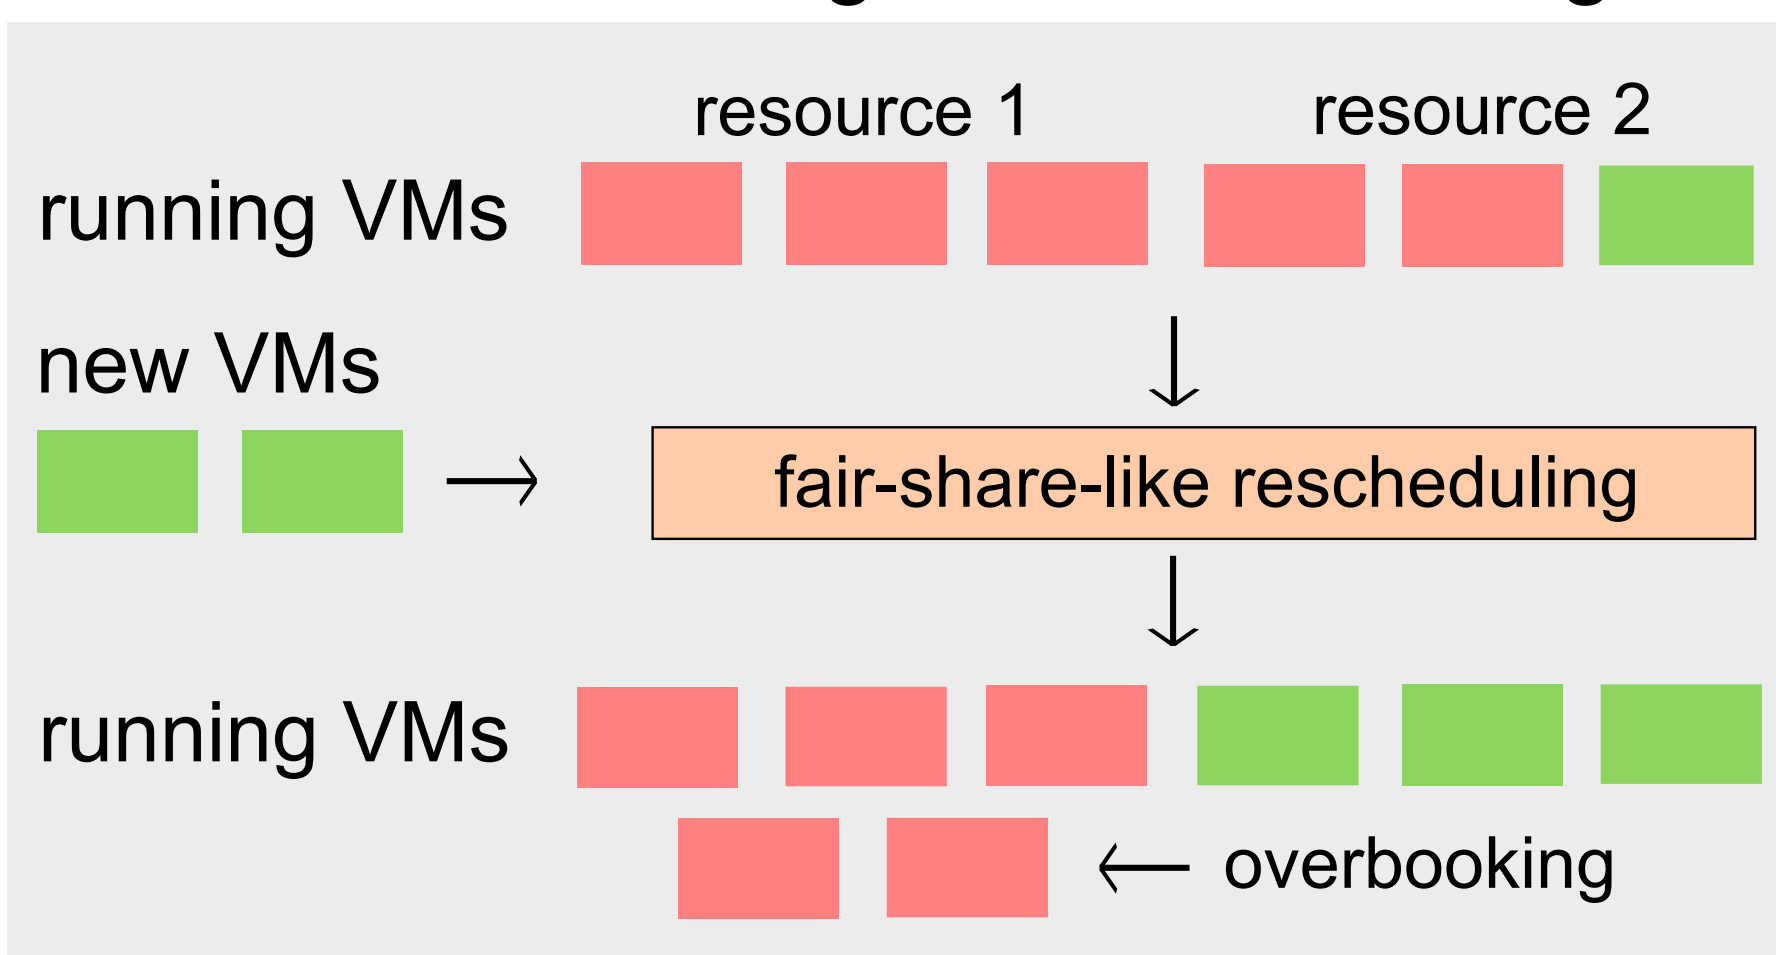 resource 1 resource 2
running VMs
new VMs
fair-share-like rescheduling
running VMs
overbooking